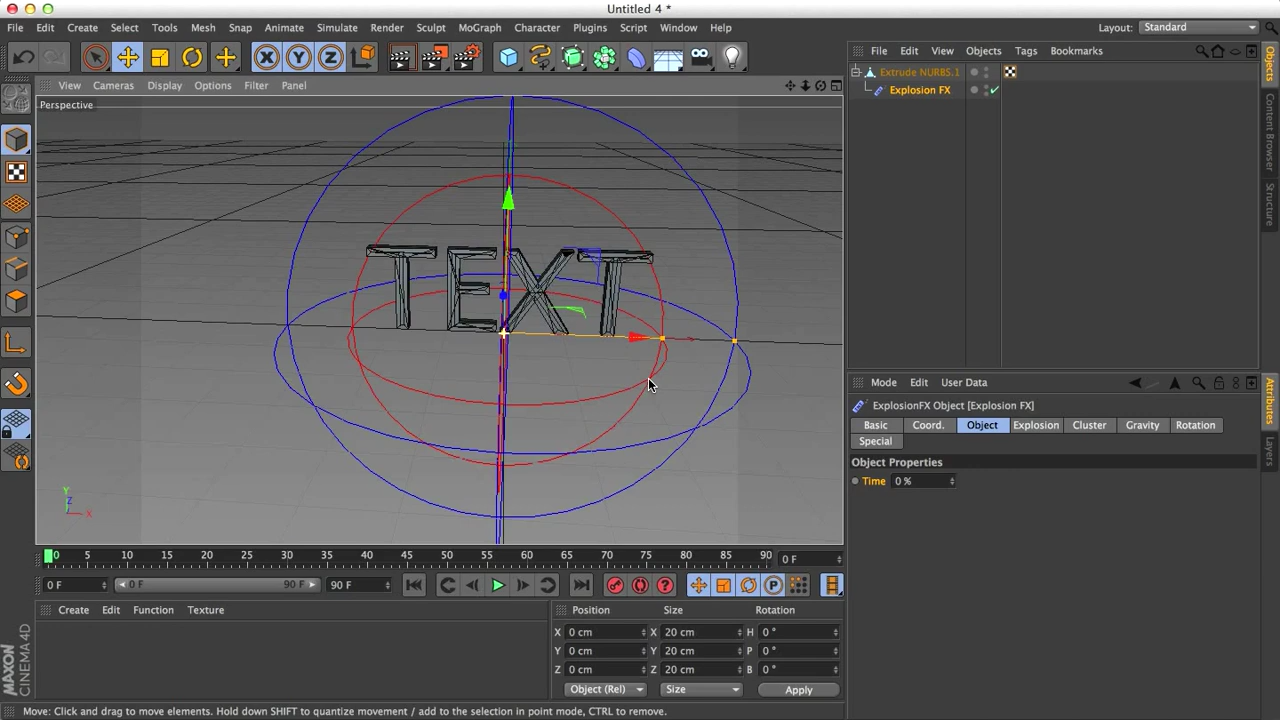 Untitled 4 *
File Edit Create Select Tools Mesh Snap Animate Simulate Render Sculpt MoGraph Character Plugins Script Window Help Layout: Standard
X Y Z
File Edit View Objects Tags Bookmarks
Extrude NURBS.1
Explosion FX
Objects
Content Browser
Structure
View Cameras Display Options Filter Panel
Perspective
TEXT
Y
Z
X
Mode Edit User Data
ExplosionFX Object [Explosion FX]
Basic Coord. Object Explosion Cluster Gravity Rotation
Special
Object Properties
Time 0 %
Attributes
Layers
0 5 10 15 20 25 30 35 40 45 50 55 60 65 70 75 80 85 90 0 F
0 F 0 F 90 F 90 F
P
Create Edit Function Texture
Position Size Rotation
X 0 cm X 20 cm H 0 °
Y 0 cm Y 20 cm P 0 °
Z 0 cm Z 20 cm B 0 °
Object (Rel) Size Apply
MAXON
CINEMA 4D
Move: Click and drag to move elements. Hold down SHIFT to quantize movement / add to the selection in point mode, CTRL to remove.